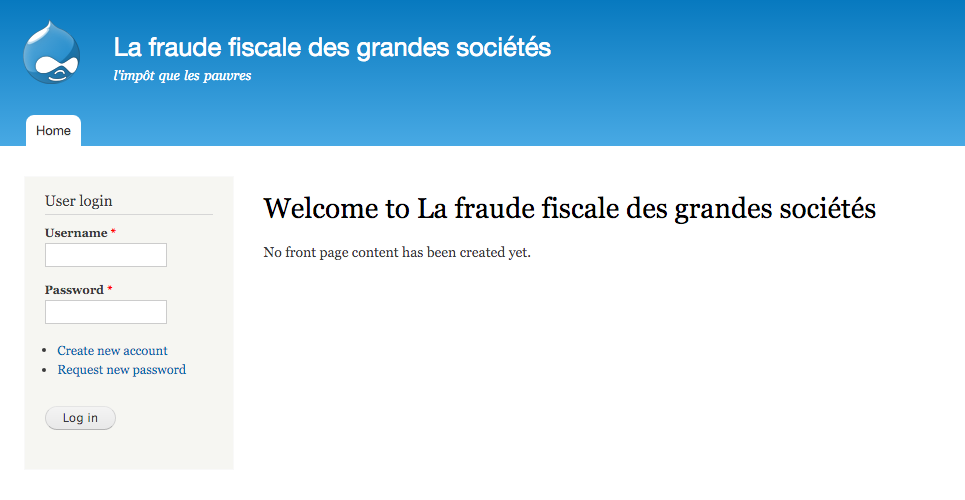 La fraude fiscale des grandes sociétés
l'impôt que les pauvres
Home
User login
Username *
Password *
Create new account
Request new password
Log in
Welcome to La fraude fiscale des grandes sociétés
No front page content has been created yet.